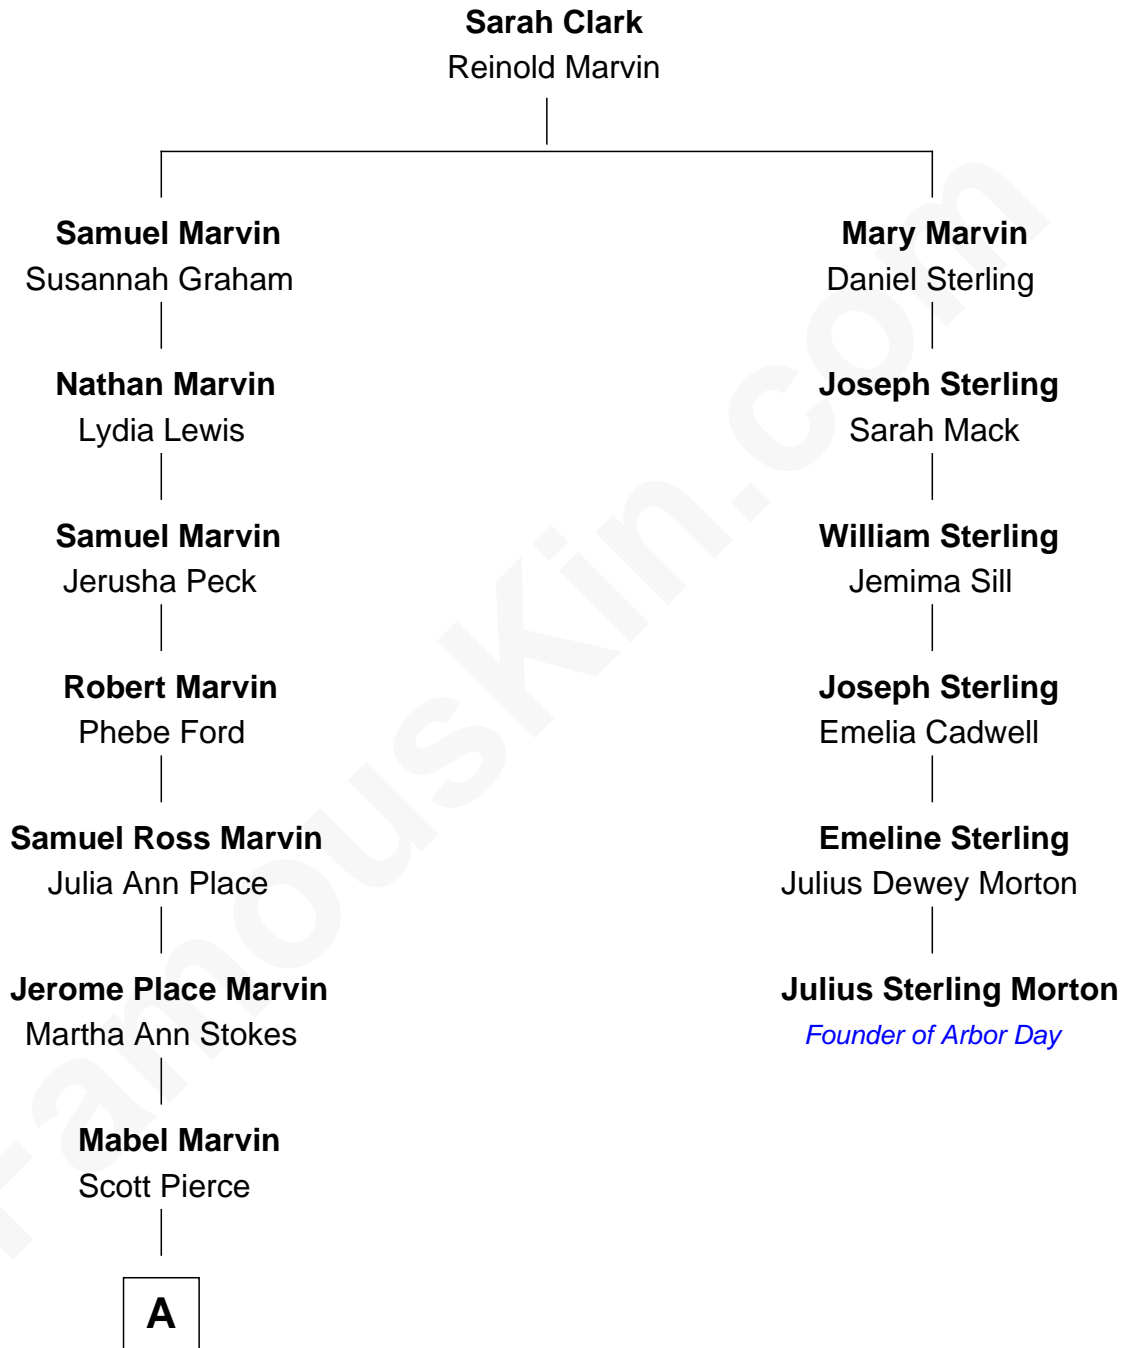 Sarah Clark
Reinold Marvin
Samuel Marvin
Susannah Graham
Mary Marvin
Daniel Sterling
Nathan Marvin
Lydia Lewis
Joseph Sterling
Sarah Mack
Samuel Marvin
Jerusha Peck
William Sterling
Jemima Sill
Robert Marvin
Phebe Ford
Joseph Sterling
Emelia Cadwell
Samuel Ross Marvin
Julia Ann Place
Emeline Sterling
Julius Dewey Morton
Jerome Place Marvin
Martha Ann Stokes
Julius Sterling Morton
Founder of Arbor Day
Mabel Marvin
Scott Pierce
A
FamousKin.com